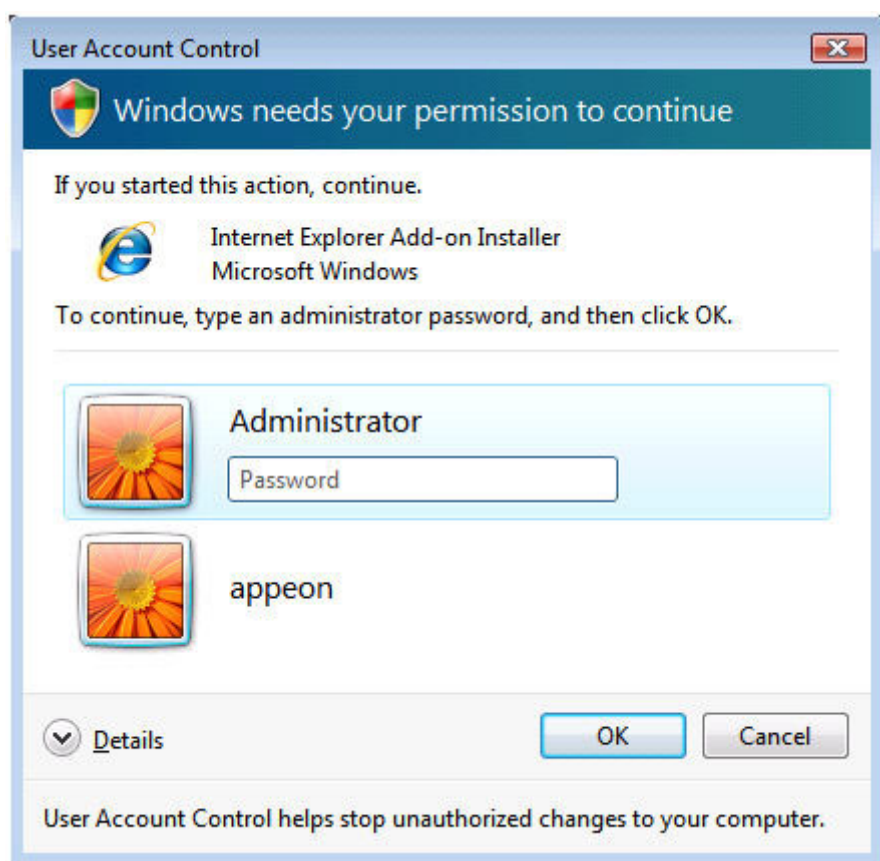 User Account Control
Windows needs your permission to continue
If you started this action, continue.
Internet Explorer Add-on Installer
Microsoft Windows
To continue, type an administrator password, and then click OK.
Administrator
Password
appeon
Details
OK
Cancel
User Account Control helps stop unauthorized changes to your computer.